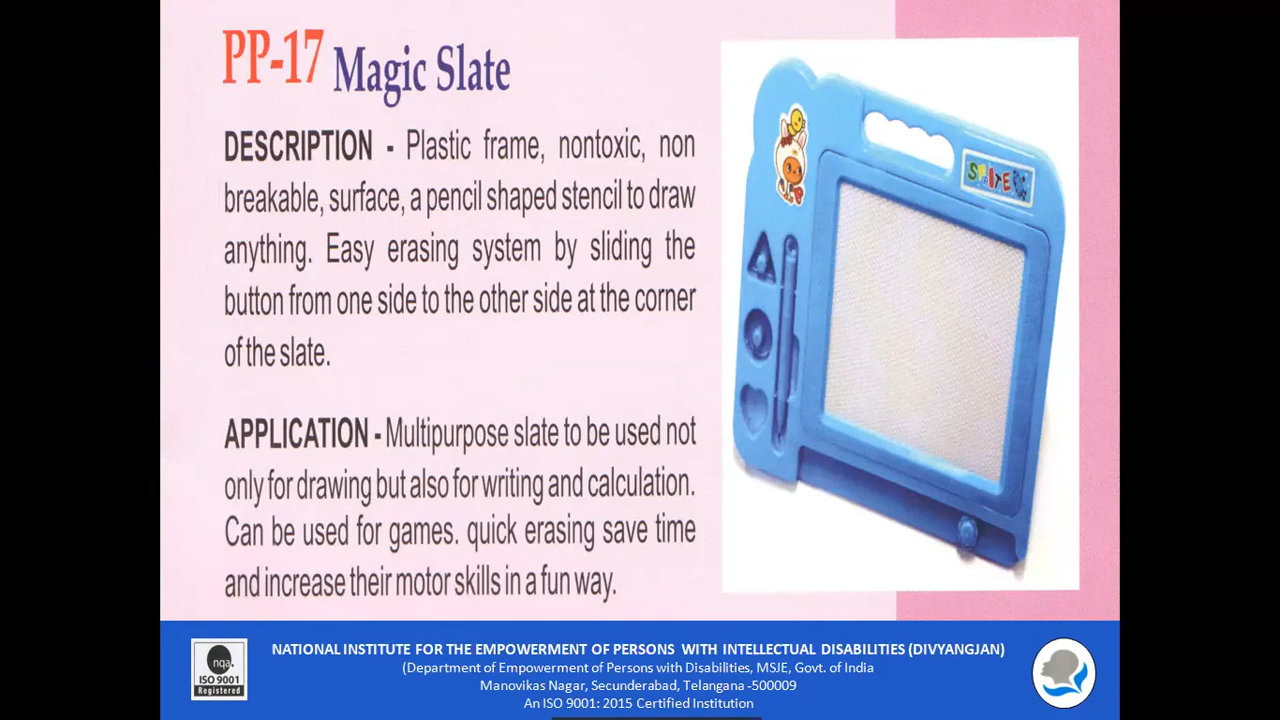 PP-17 Magic Slate
DESCRIPTION - Plastic frame, nontoxic, non
breakable, surface, a pencil shaped stencil to draw
anything. Easy erasing system by sliding the
button from one side to the other side at the corner
of the slate.
APPLICATION - Multipurpose slate to be used not
only for drawing but also for writing and calculation.
Can be used for games. quick erasing save time
and increase their motor skills in a fun way.
nqa.
ISO 9001
Registered
NATIONAL INSTITUTE FOR THE EMPOWERMENT OF PERSONS WITH INTELLECTUAL DISABILITIES (DIVYANGJAN)
(Department of Empowerment of Persons with Disabilities, MSJE, Govt. of India
Manovikas Nagar, Secunderabad, Telangana -500009
An ISO 9001: 2015 Certified Institution